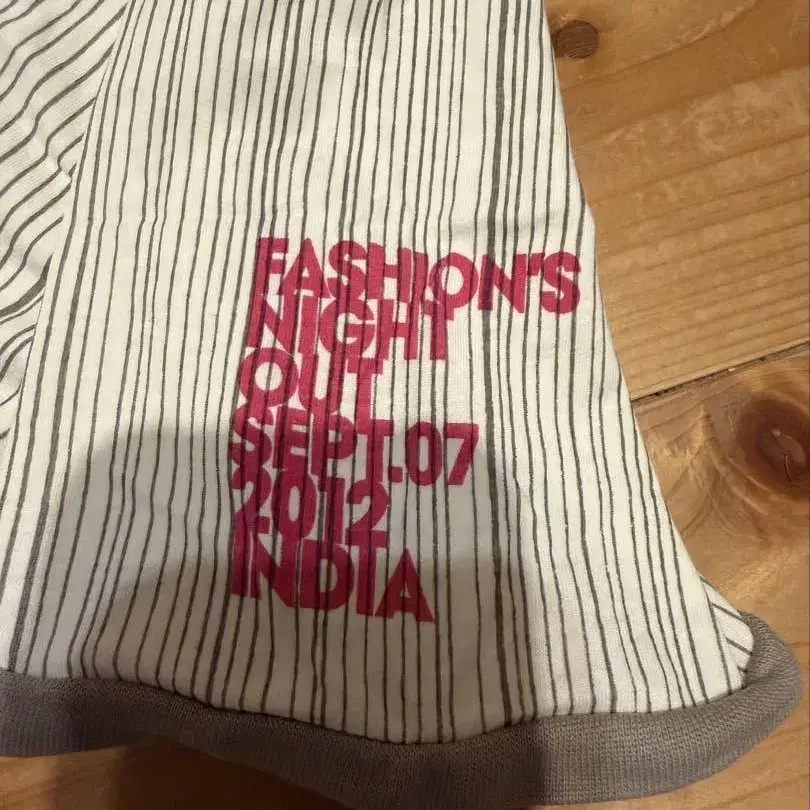 FASHION'S
NIGHT
OUT
SEPT.07
2012
INDIA